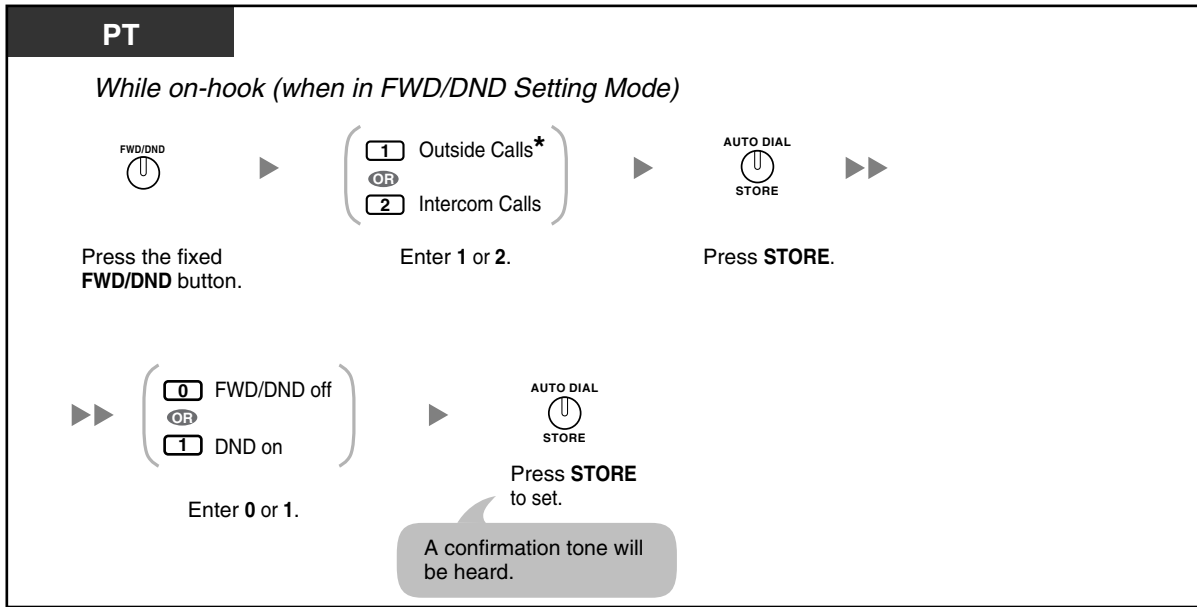 PT
While on-hook (when in FWD/DND Setting Mode)
FWD/DND
1 Outside Calls*
OR
2 Intercom Calls
AUTO DIAL
STORE
Press the fixed
FWD/DND button.
Enter 1 or 2.
Press STORE.
0 FWD/DND off
OR
1 DND on
AUTO DIAL
STORE
Enter 0 or 1.
Press STORE
to set.
A confirmation tone will
be heard.